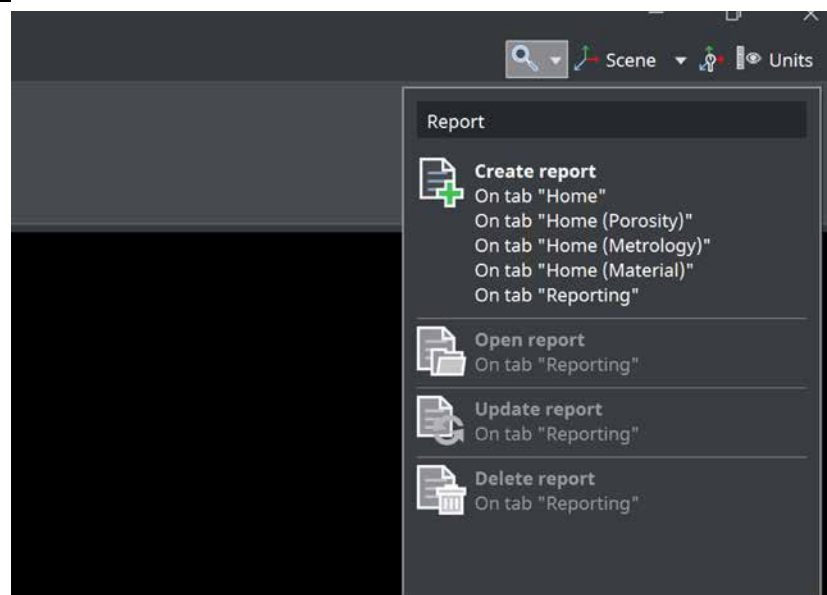 Scene
Units
Report
Create report
On tab "Home"
On tab "Home (Porosity)"
On tab "Home (Metrology)"
On tab "Home (Material)"
On tab "Reporting"
Open report
On tab "Reporting"
Update report
On tab "Reporting"
Delete report
On tab "Reporting"